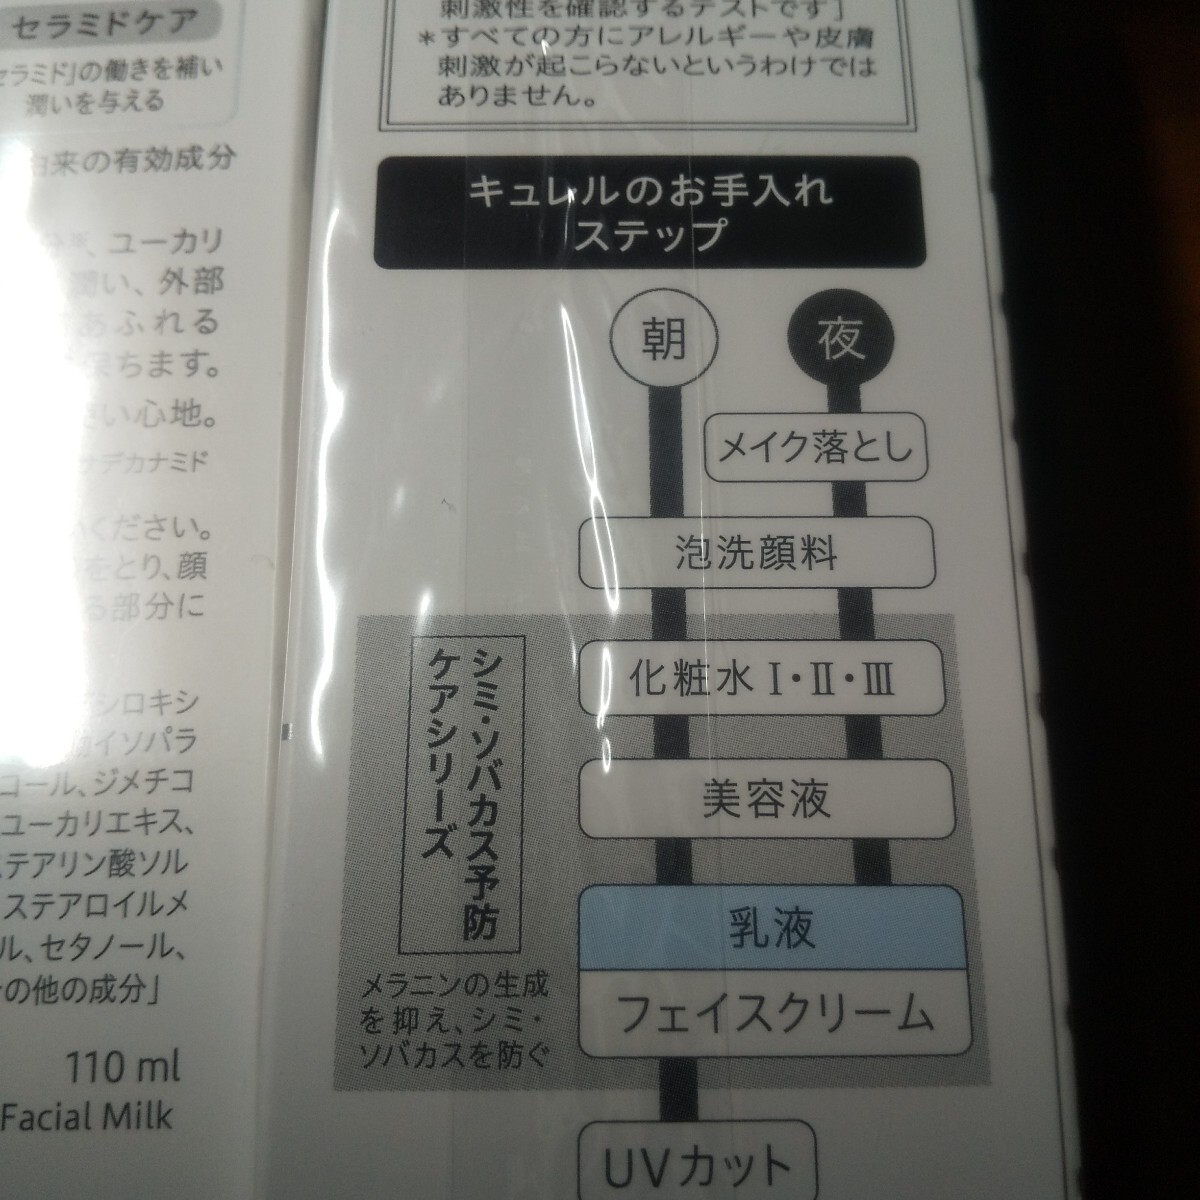 セラミドケア
セラミド」の働きを補い
潤いを与える
由来の有効成分
※、ユーカリ
潤い、外部
あふれる
保ちます。
い心地。
デカナミド
ください。
をとり、顔
る部分に
シロキシ
イソパラ
コール、ジメチコ
ユーカリエキス、
ステアリン酸ソル
ステアロイルメ
ル、セタノール、
その他の成分」
110 ml
Facial Milk
刺激性を確認するテストです]
*すべての方にアレルギーや皮膚
刺激が起こらないというわけでは
ありません。
キュレルのお手入れ
ステップ
朝
夜
メイク落とし
泡洗顔料
シミ・ソバカス予防
ケアシリーズ
メラニンの生成
を抑え、シミ・
ソバカスを防ぐ
化粧水Ⅰ・Ⅱ・Ⅲ
美容液
乳液
フェイスクリーム
UVカット